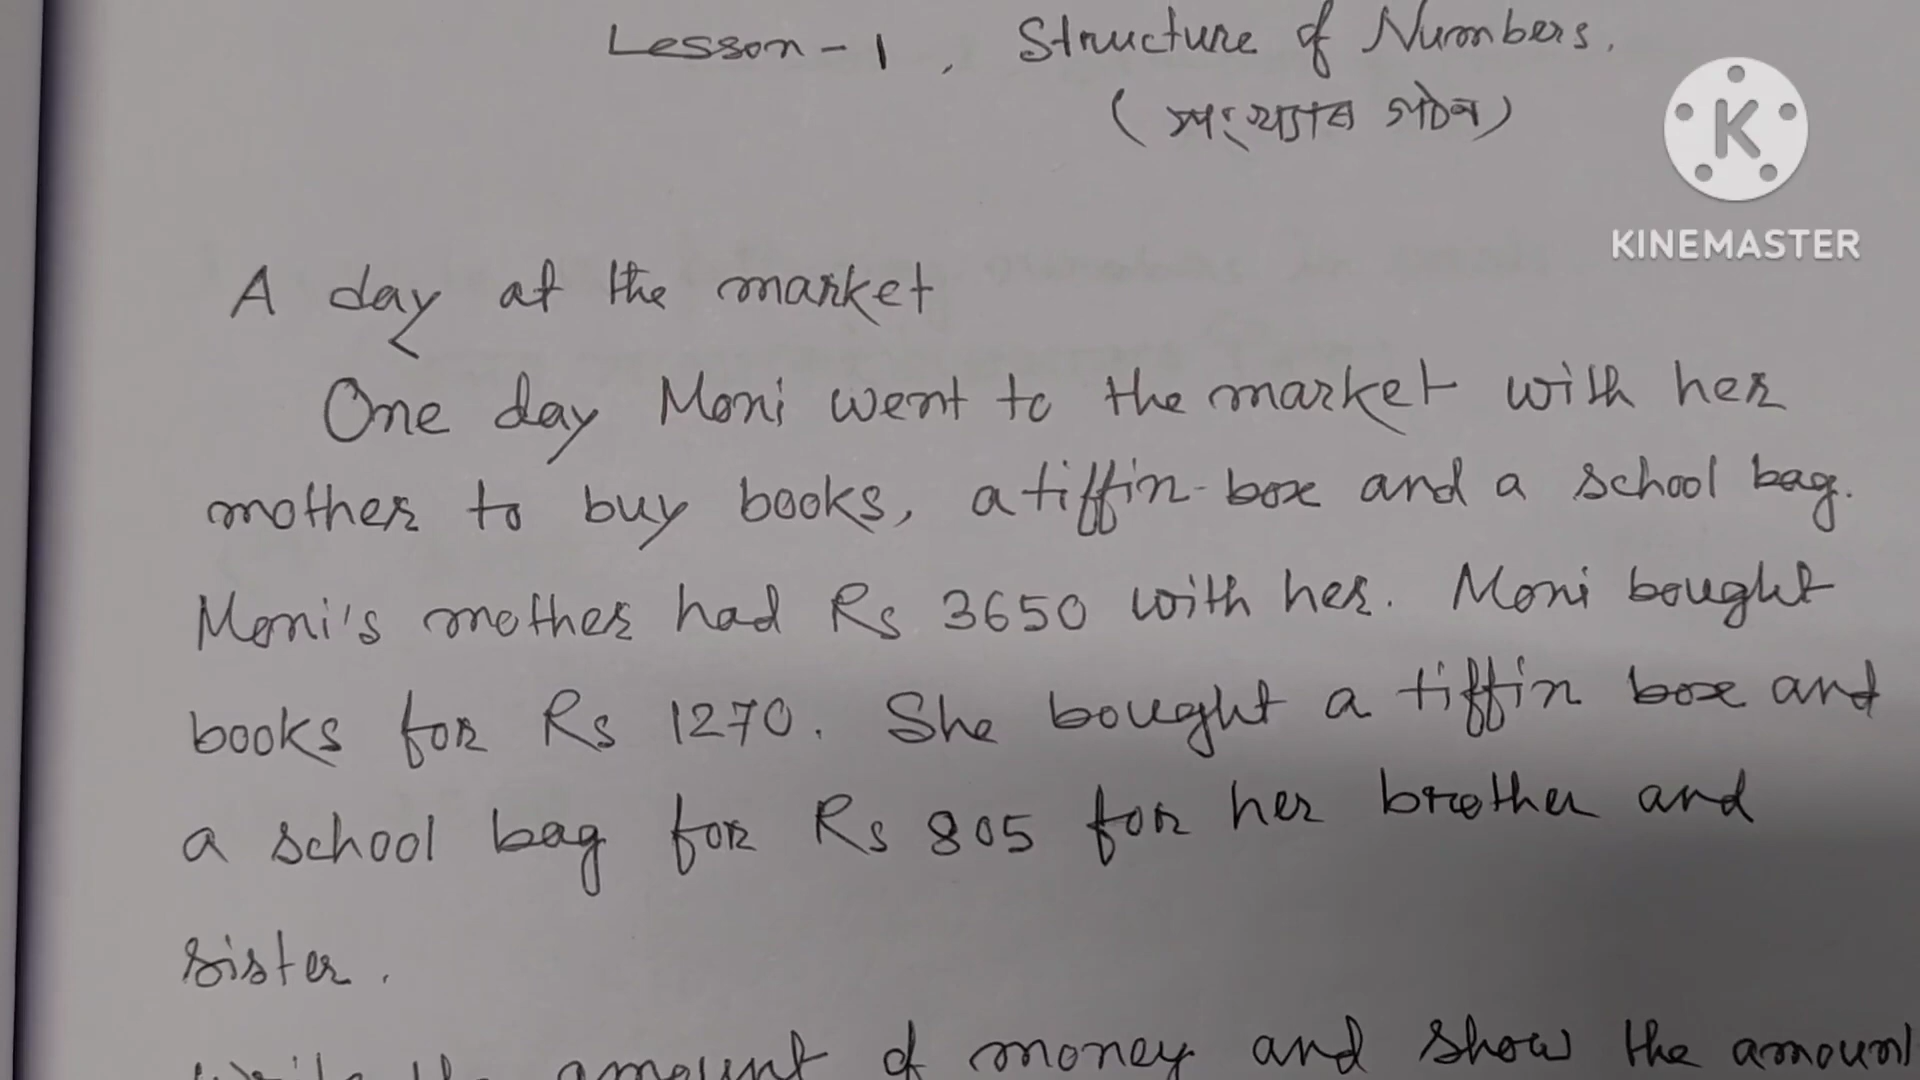 Lesson - 1, Structure of Numbers.
(সংখ্যার গঠন)
KINEMASTER
A day at the market
One day Moni went to the market with her
mother to buy books, a tiffin-box and a school bag.
Moni's mother had Rs 3650 with her. Moni bought
books for Rs 1270. She bought a tiffin box and
a school bag for Rs 805 for her brother and
sister.
Write the amount of money and show the amount